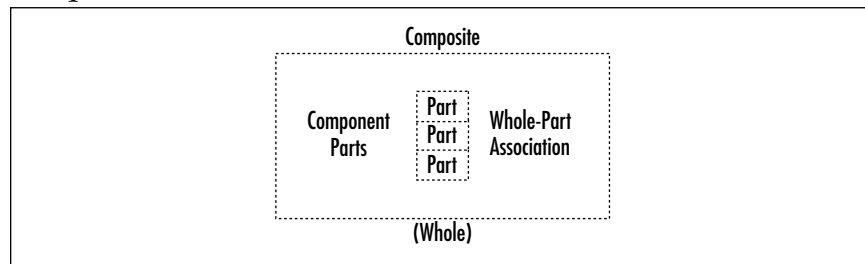 Composite
Component
Parts
Part
Part
Part
Whole-Part
Association
(Whole)